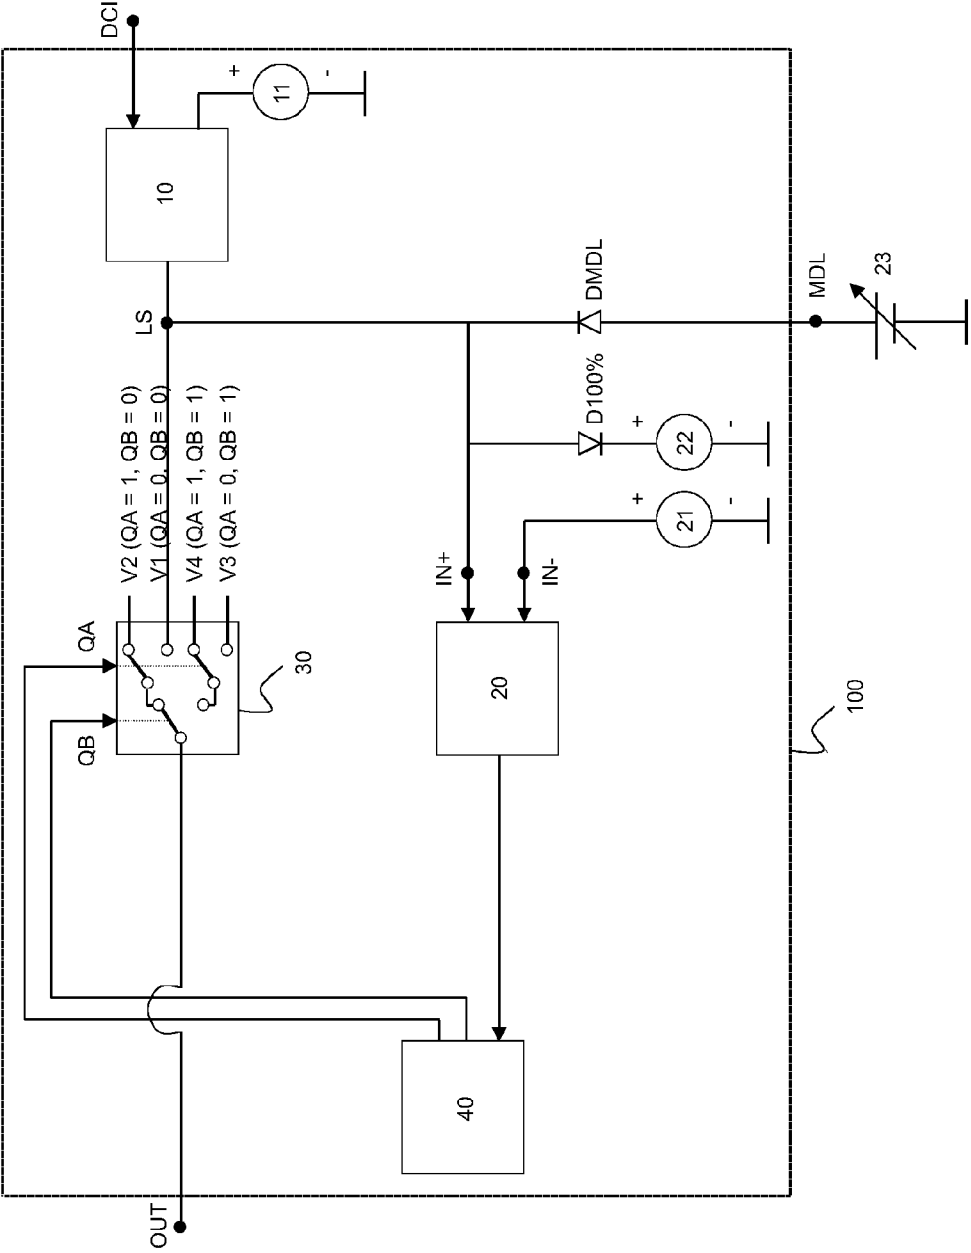 DCI
+
11
-
10
LS
DMDL
MDL
23
V2 (QA = 1, QB = 0)
V1 (QA = 0, QB = 0)
V4 (QA = 1, QB = 1)
V3 (QA = 0, QB = 1)
D100%
+
22
-
+
21
-
IN+
IN-
QA
QB
30
20
100
40
OUT